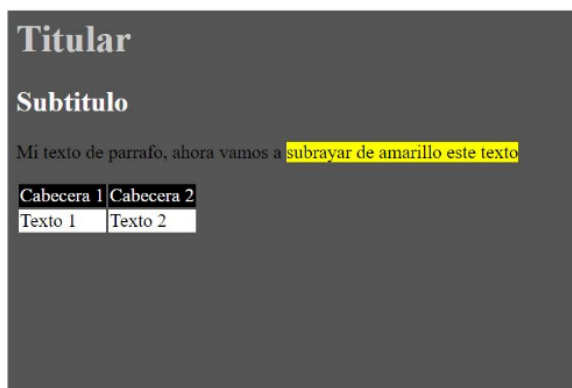 Titular
Subtitulo
Mi texto de parrafo, ahora vamos a subrayar de amarillo este texto
Cabecera 1 Cabecera 2
Texto 1 Texto 2